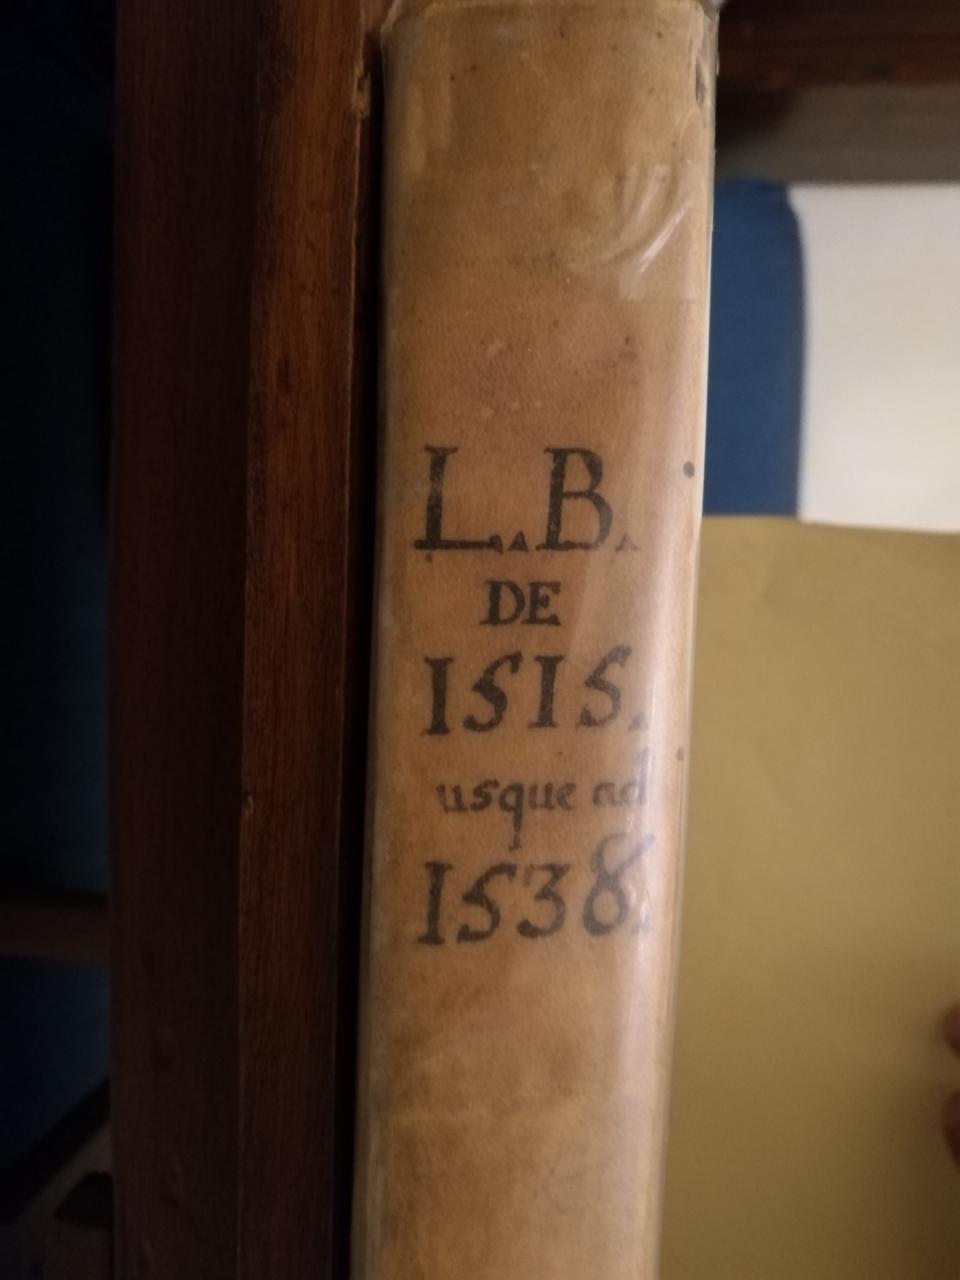 L.B.
DE
1515.
usque ad
1538.